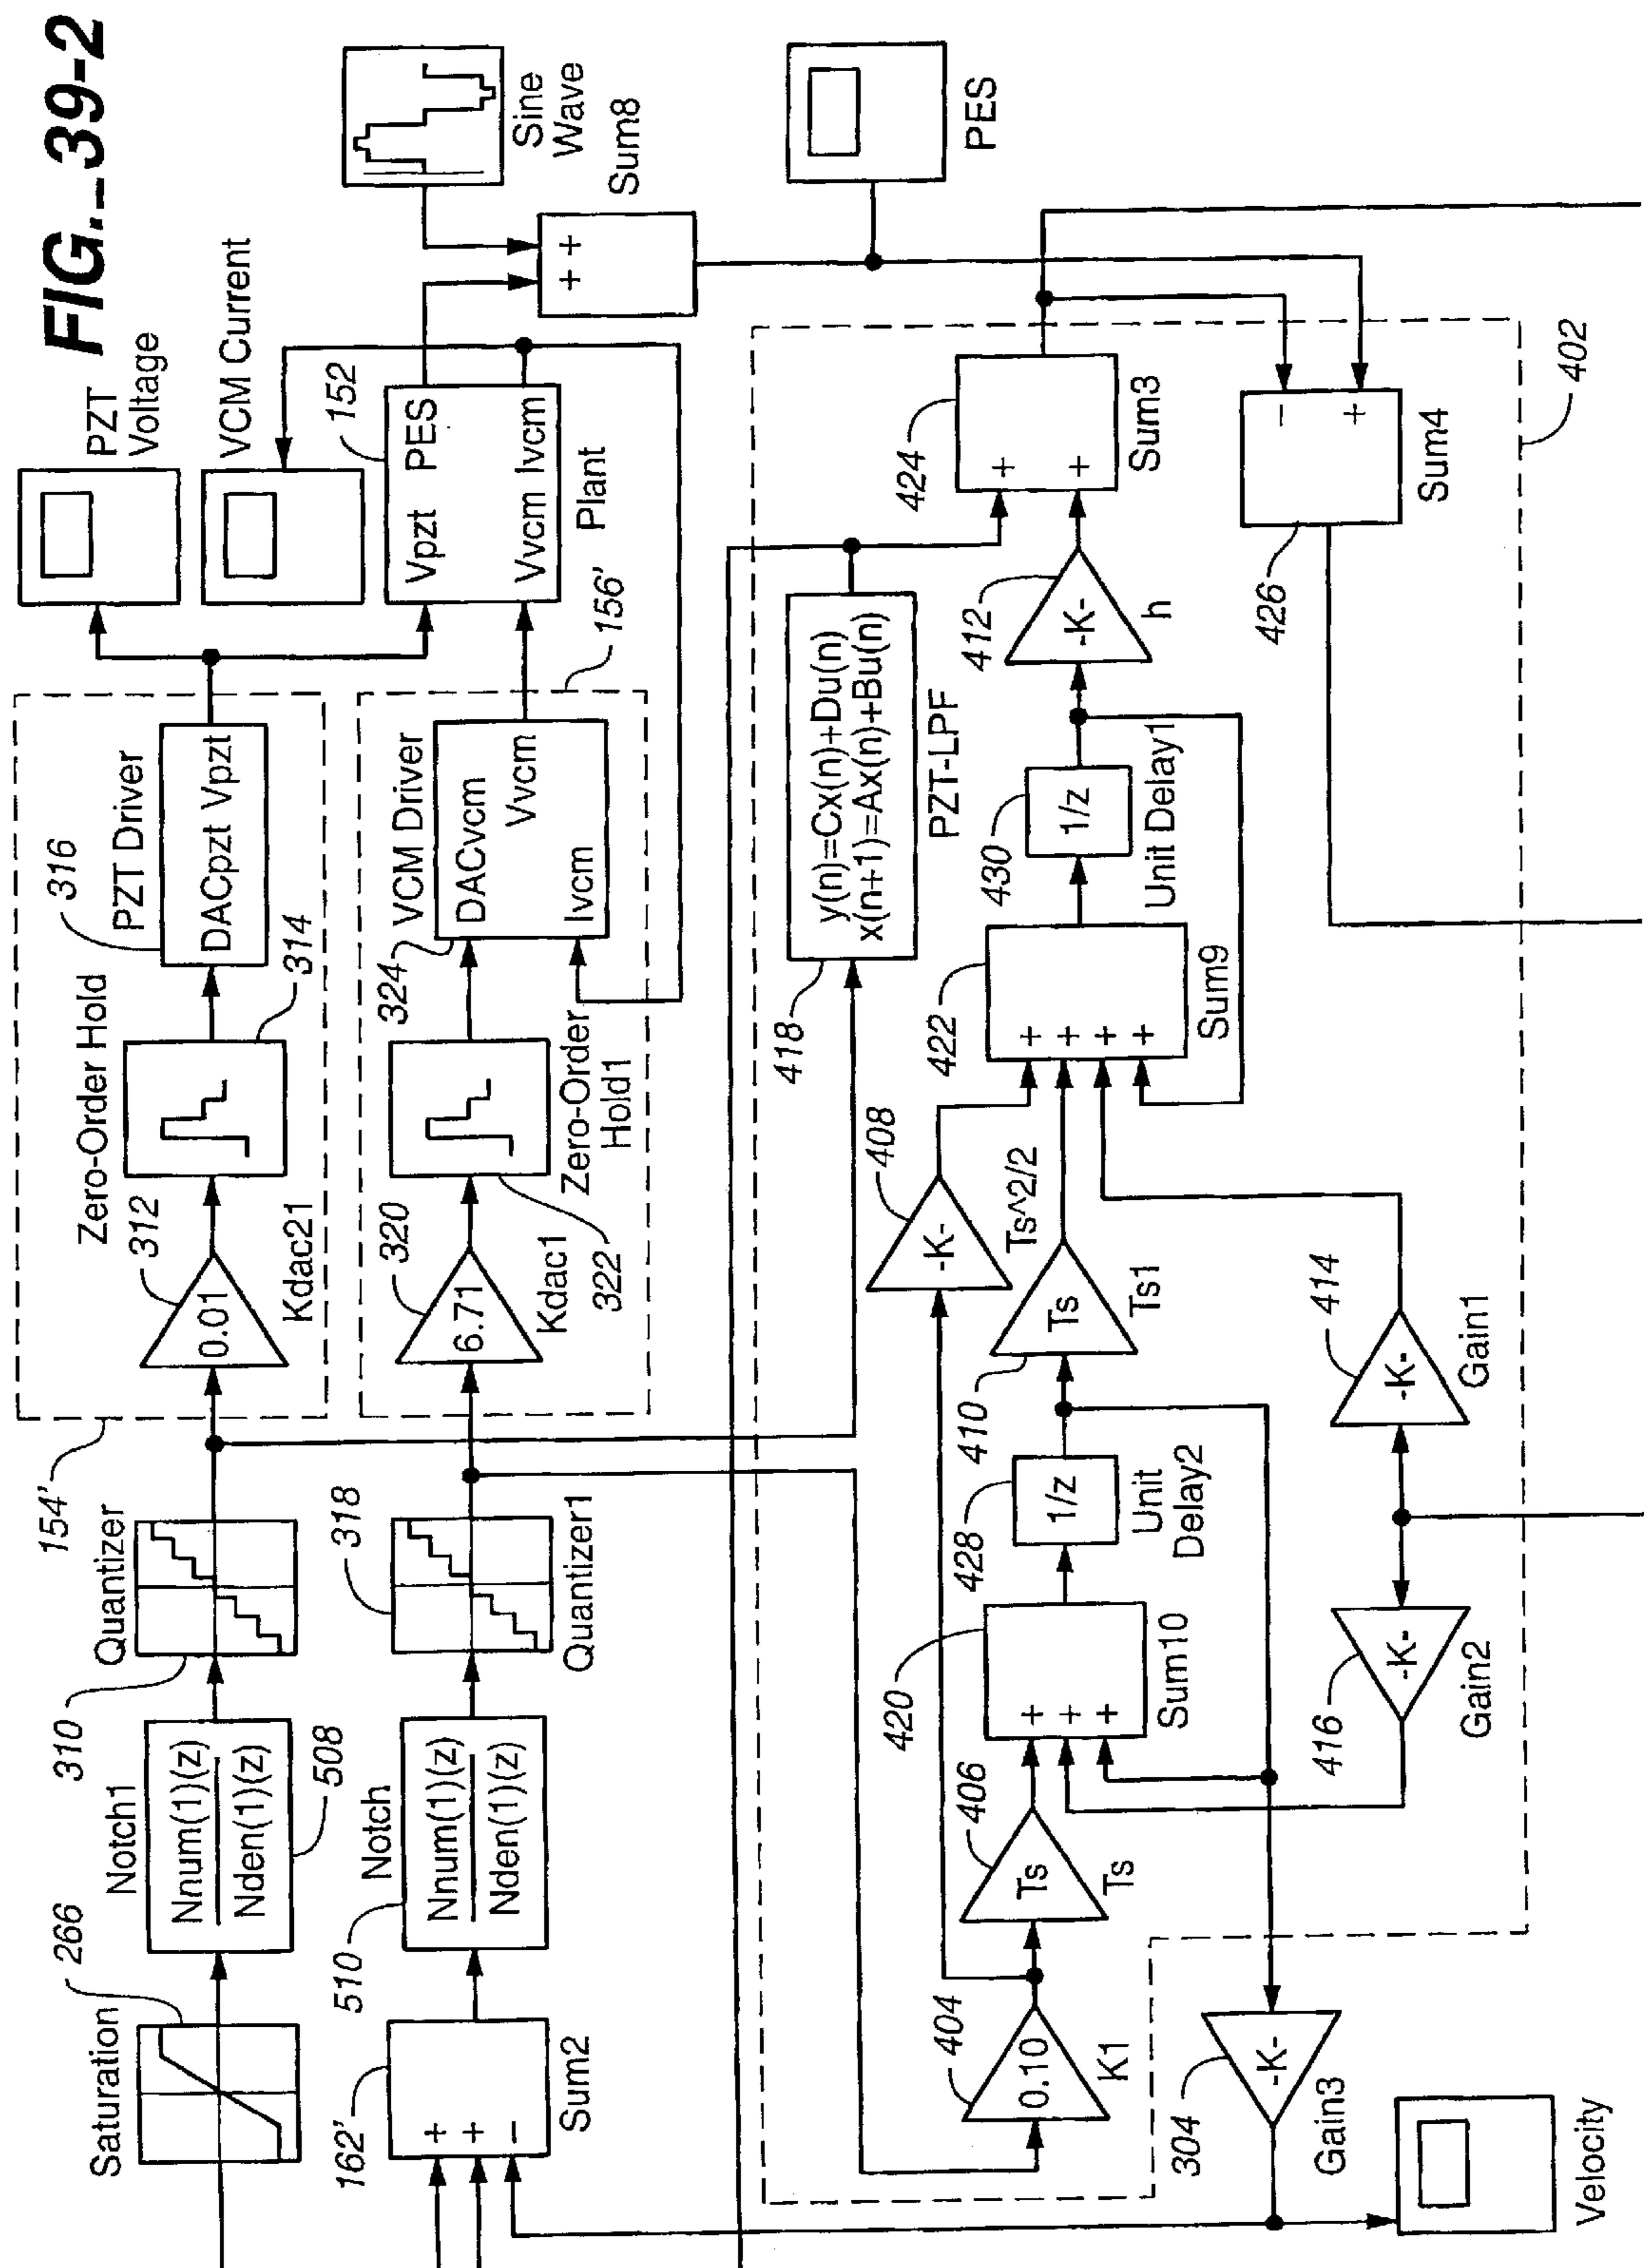 FIG._39-2
PZT
Voltage
VCM Current
Sine
Wave
Sum8
PES
154'
316
PZT Driver
DACpzt Vpzt
314
Zero-Order Hold
312
0.01
Kdac21
Quantizer
310
Notch1
Nnum(1)(z)
Nden(1)(z)
508
266
Saturation
152
Vpzt PES
Vvcm Ivcm
Plant
156'
VCM Driver
DACvcm
Vvcm
Ivcm
324
Zero-Order
Hold1
322
320
6.71
Kdac1
318
Quantizer1
Notch
Nnum(1)(z)
Nden(1)(z)
510
162'
+
+
−
Sum2
+ +
418
y(n)=Cx(n)+Du(n)
x(n+1)=Ax(n)+Bu(n)
PZT-LPF
424
+
+
Sum3
412
-K-
h
430
1/z
Unit Delay1
422
+
+
+
+
Sum9
408
-K-
Ts^2/2
410
Ts
Ts1
428
1/z
Unit
Delay2
420
+
+
+
Sum10
406
Ts
Ts
404
0.10
K1
426
−
+
Sum4
402
414
-K-
Gain1
416
-K-
Gain2
304
-K-
Gain3
Velocity